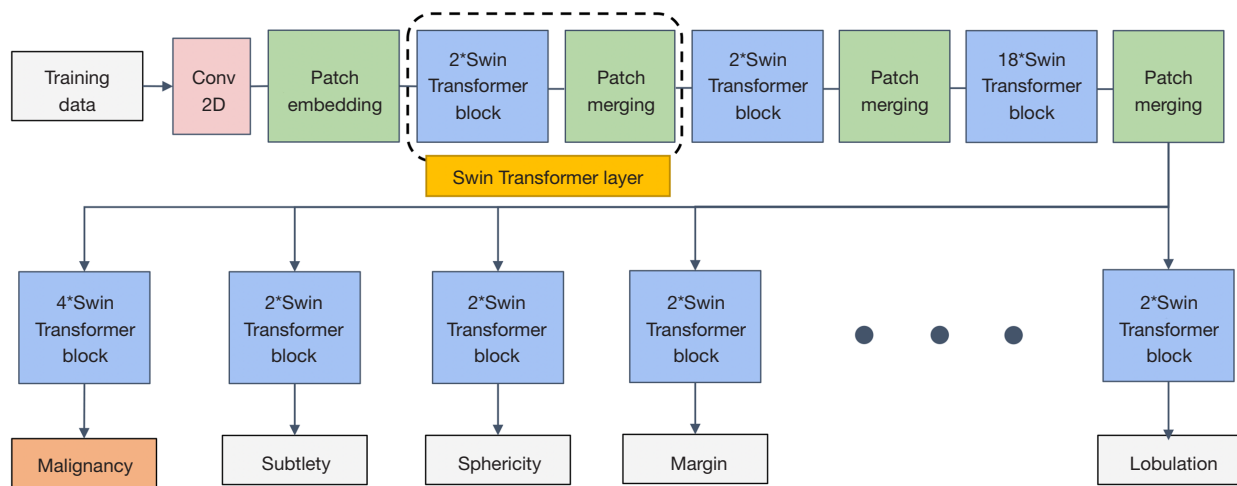 Training
data
Conv
2D
Patch
embedding
2*Swin
Transformer
block
Patch
merging
2*Swin
Transformer
block
Patch
merging
18*Swin
Transformer
block
Patch
merging
Swin Transformer layer
4*Swin
Transformer
block
2*Swin
Transformer
block
2*Swin
Transformer
block
2*Swin
Transformer
block
2*Swin
Transformer
block
Malignancy
Subtlety
Sphericity
Margin
Lobulation